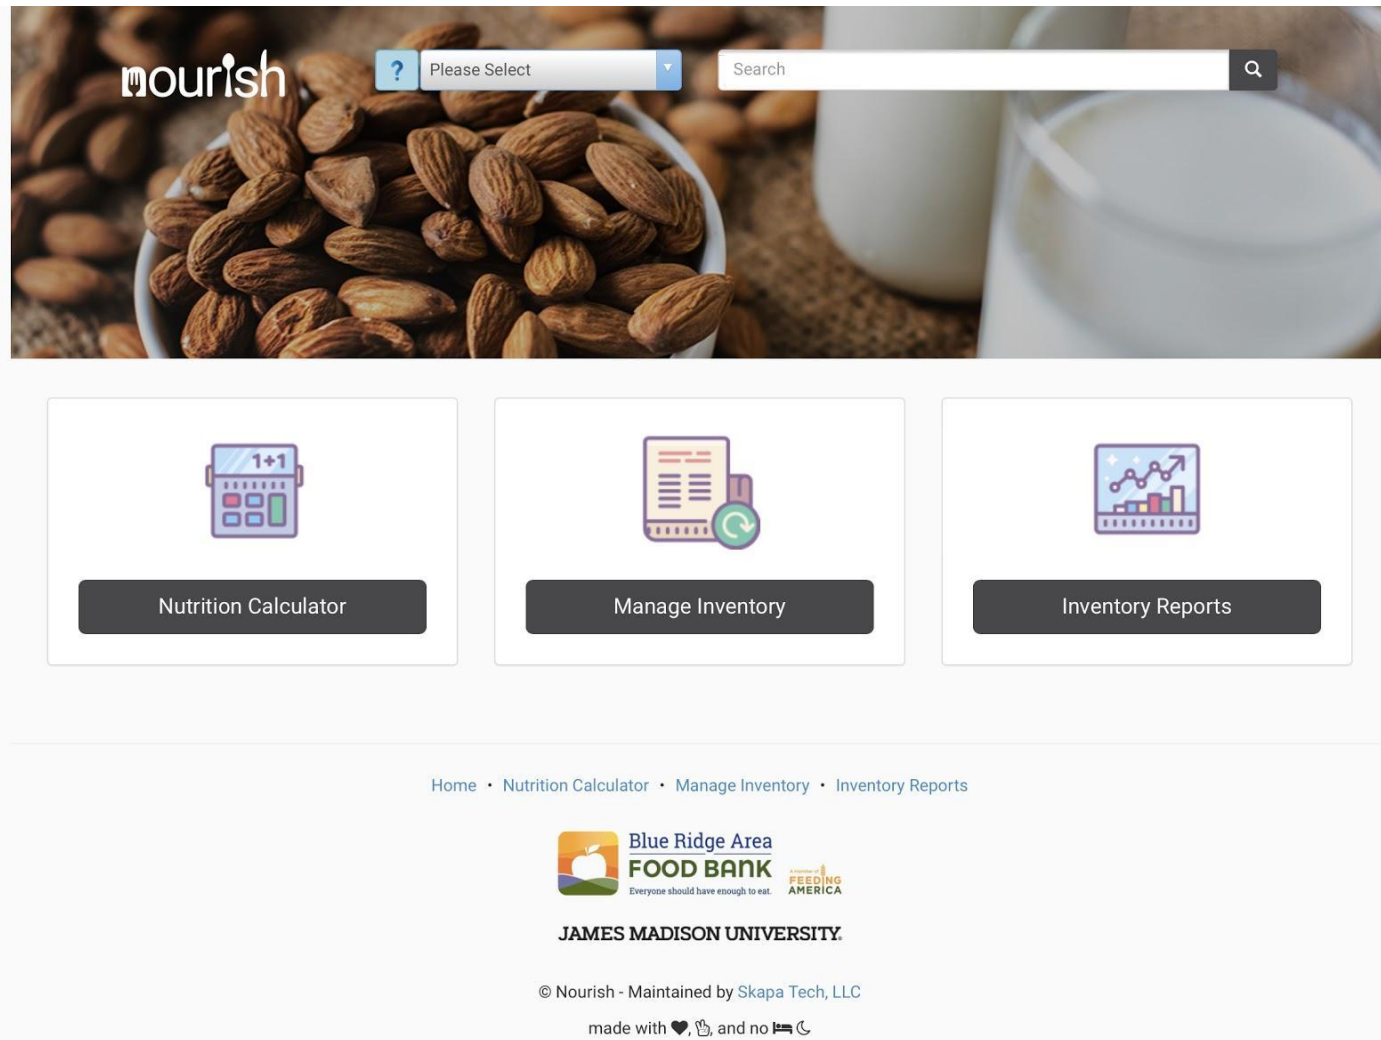 nourish
?
Please Select
Search
1+1
Nutrition Calculator
Manage Inventory
Inventory Reports
Home • Nutrition Calculator • Manage Inventory • Inventory Reports
Blue Ridge Area
FOOD BANK
Everyone should have enough to eat.
A member of
FEEDING
AMERICA
JAMES MADISON UNIVERSITY®
© Nourish - Maintained by Skapa Tech, LLC
made with ♥, , and no